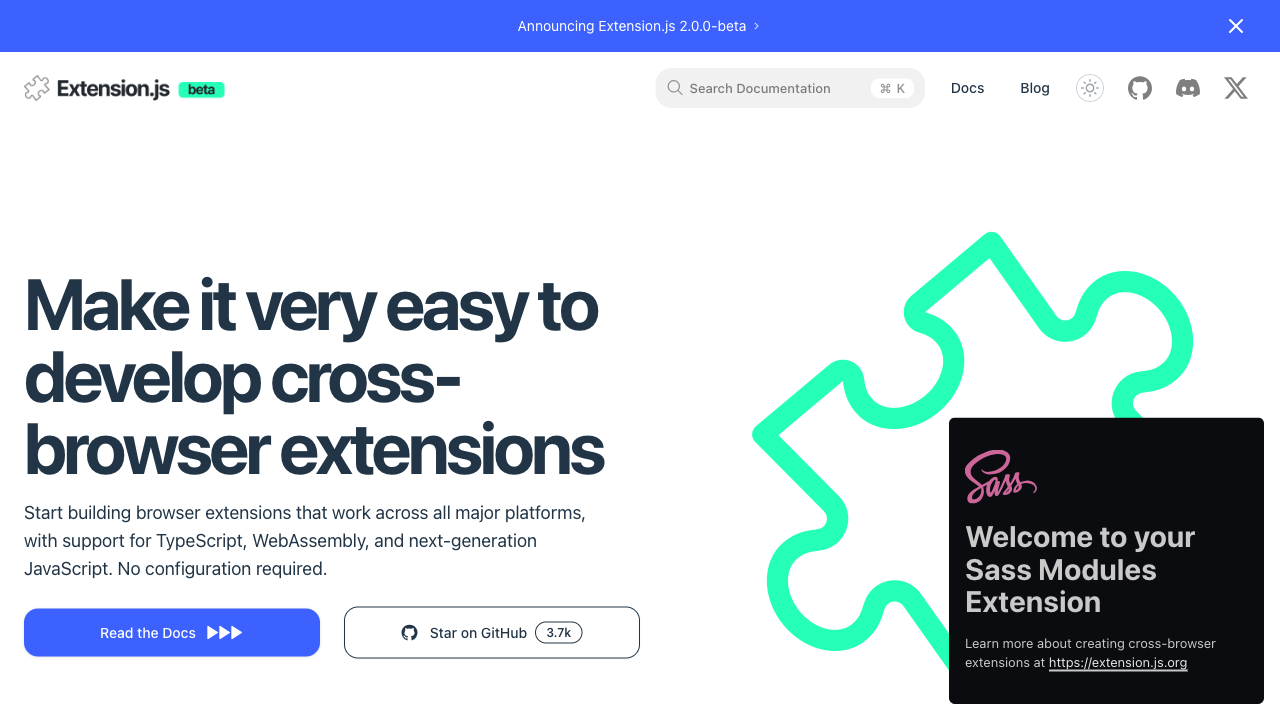 Announcing Extension.js 2.0.0-beta ›
Extension.js beta
Search Documentation ⌘ K
Docs
Blog
Make it very easy to
develop cross-
browser extensions
Start building browser extensions that work across all major platforms,
with support for TypeScript, WebAssembly, and next-generation
JavaScript. No configuration required.
Read the Docs
Star on GitHub 3.7k
Sass
Welcome to your
Sass Modules
Extension
Learn more about creating cross-browser
extensions at https://extension.js.org